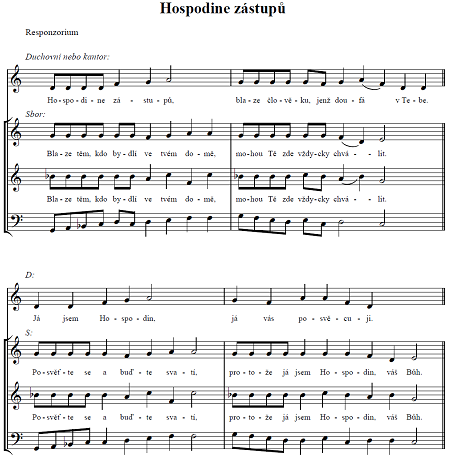 Hospodine zástupů
Responzorium
Duchovní nebo kantor:
Ho - spo - di - ne zá - stu - pů, bla - ze člo - vě - ku, jenž dou - fá v Te - be.
Sbor:
Bla - ze těm, kdo by - dlí ve tvém do - mě, mo - hou Tě zde vždyc - ky chvá - lit.
Bla - ze těm, kdo by - dlí ve tvém do - mě, mo - hou Tě zde vždyc - ky chvá - lit.
D:
Já jsem Ho - spo - din, já vás po - svě - cu - ji.
S:
Po - svěť - te se a buď - te sva - tí, pro - to - že já jsem Ho - spo - din, váš Bůh.
Po - svěť - te se a buď - te sva - tí, pro - to - že já jsem Ho - spo - din, váš Bůh.